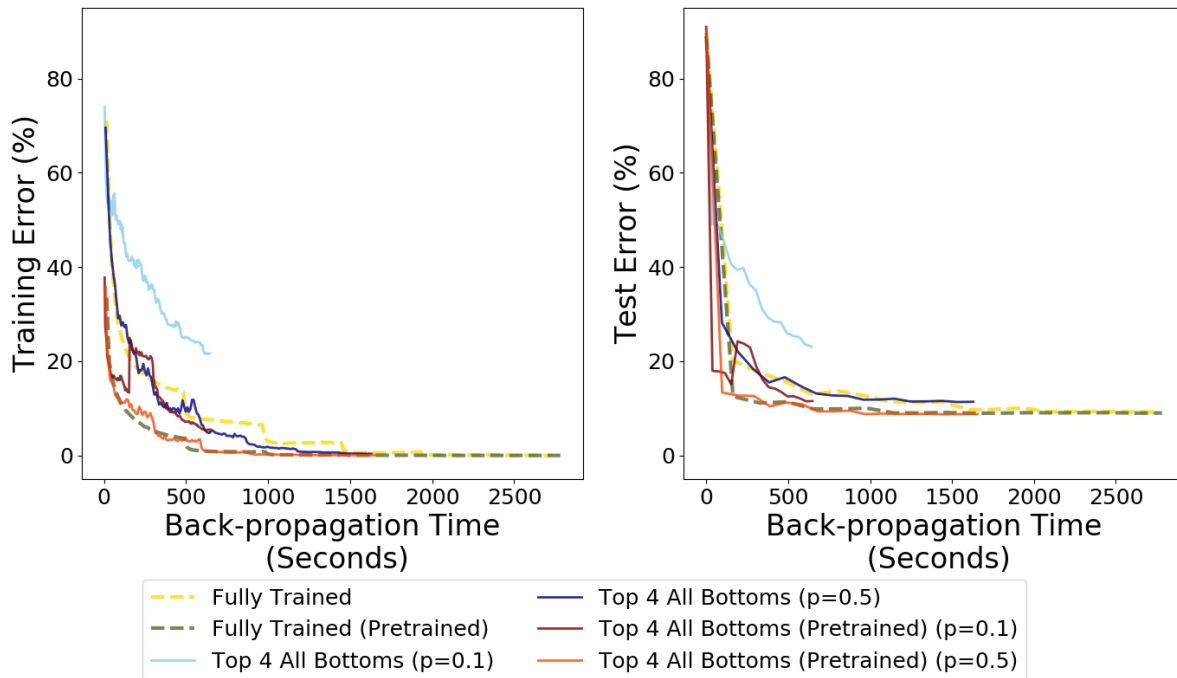 Training Error (%)
80
60
40
20
0
0 500 1000 1500 2000 2500
Back-propagation Time
(Seconds)
Test Error (%)
80
60
40
20
0
0 500 1000 1500 2000 2500
Back-propagation Time
(Seconds)
Fully Trained
Fully Trained (Pretrained)
Top 4 All Bottoms (p=0.1)
Top 4 All Bottoms (p=0.5)
Top 4 All Bottoms (Pretrained) (p=0.1)
Top 4 All Bottoms (Pretrained) (p=0.5)